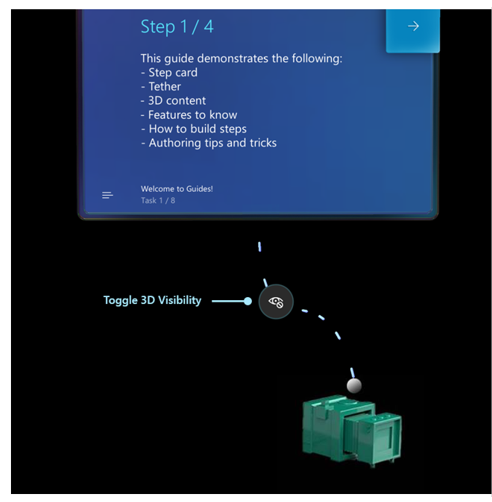 Step 1 / 4
This guide demonstrates the following:
- Step card
- Tether
- 3D content
- Features to know
- How to build steps
- Authoring tips and tricks
Welcome to Guides!
Task 1 / 8
Toggle 3D Visibility